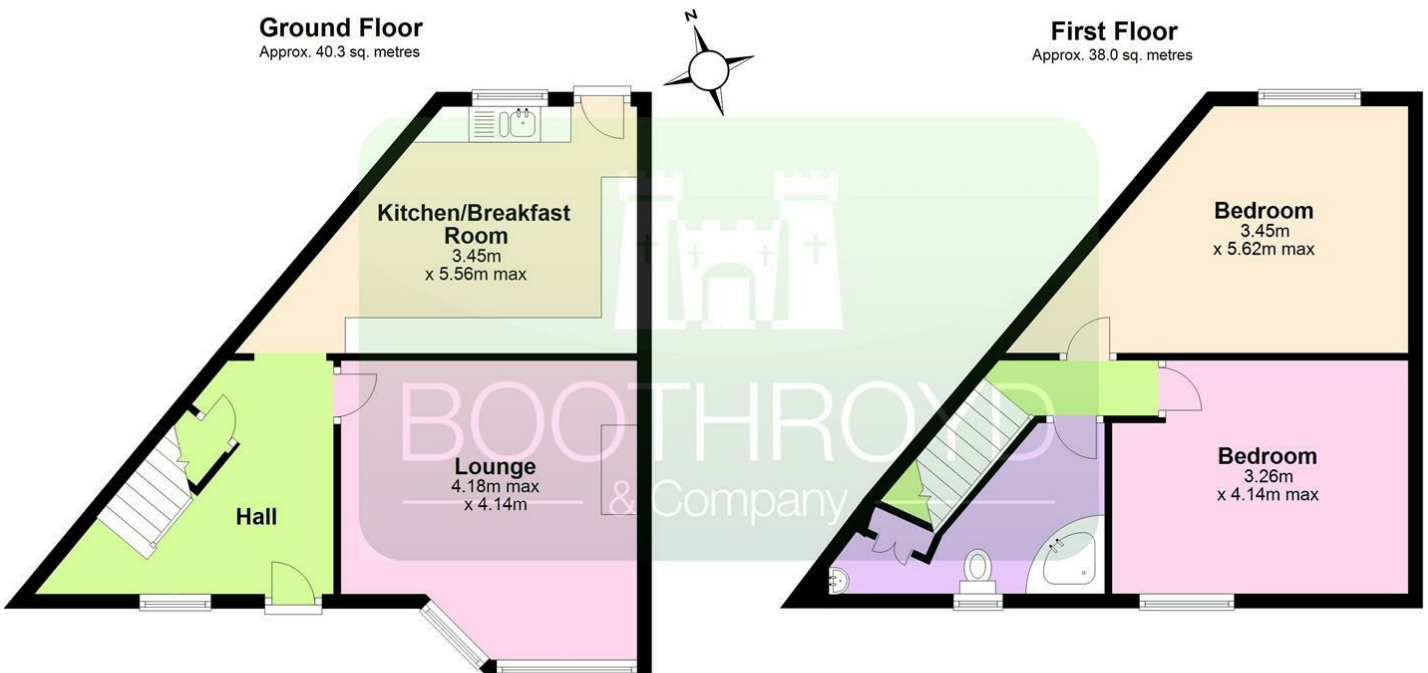 Ground Floor
Approx. 40.3 sq. metres
N
First Floor
Approx. 38.0 sq. metres
Kitchen/Breakfast
Room
3.45m
x 5.56m max
Bedroom
3.45m
x 5.62m max
BOOTHROYD
& Company
Lounge
4.18m max
x 4.14m
Hall
Bedroom
3.26m
x 4.14m max